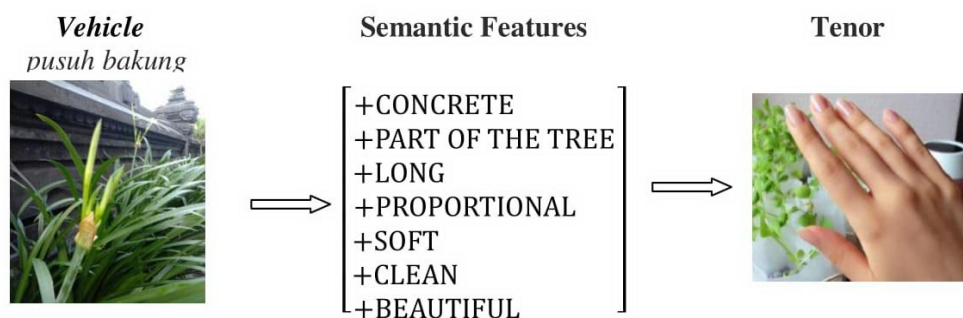 Vehicle
pusuh bakung
Semantic Features
Tenor
+CONCRETE
+PART OF THE TREE
+LONG
+PROPORTIONAL
+SOFT
+CLEAN
+BEAUTIFUL